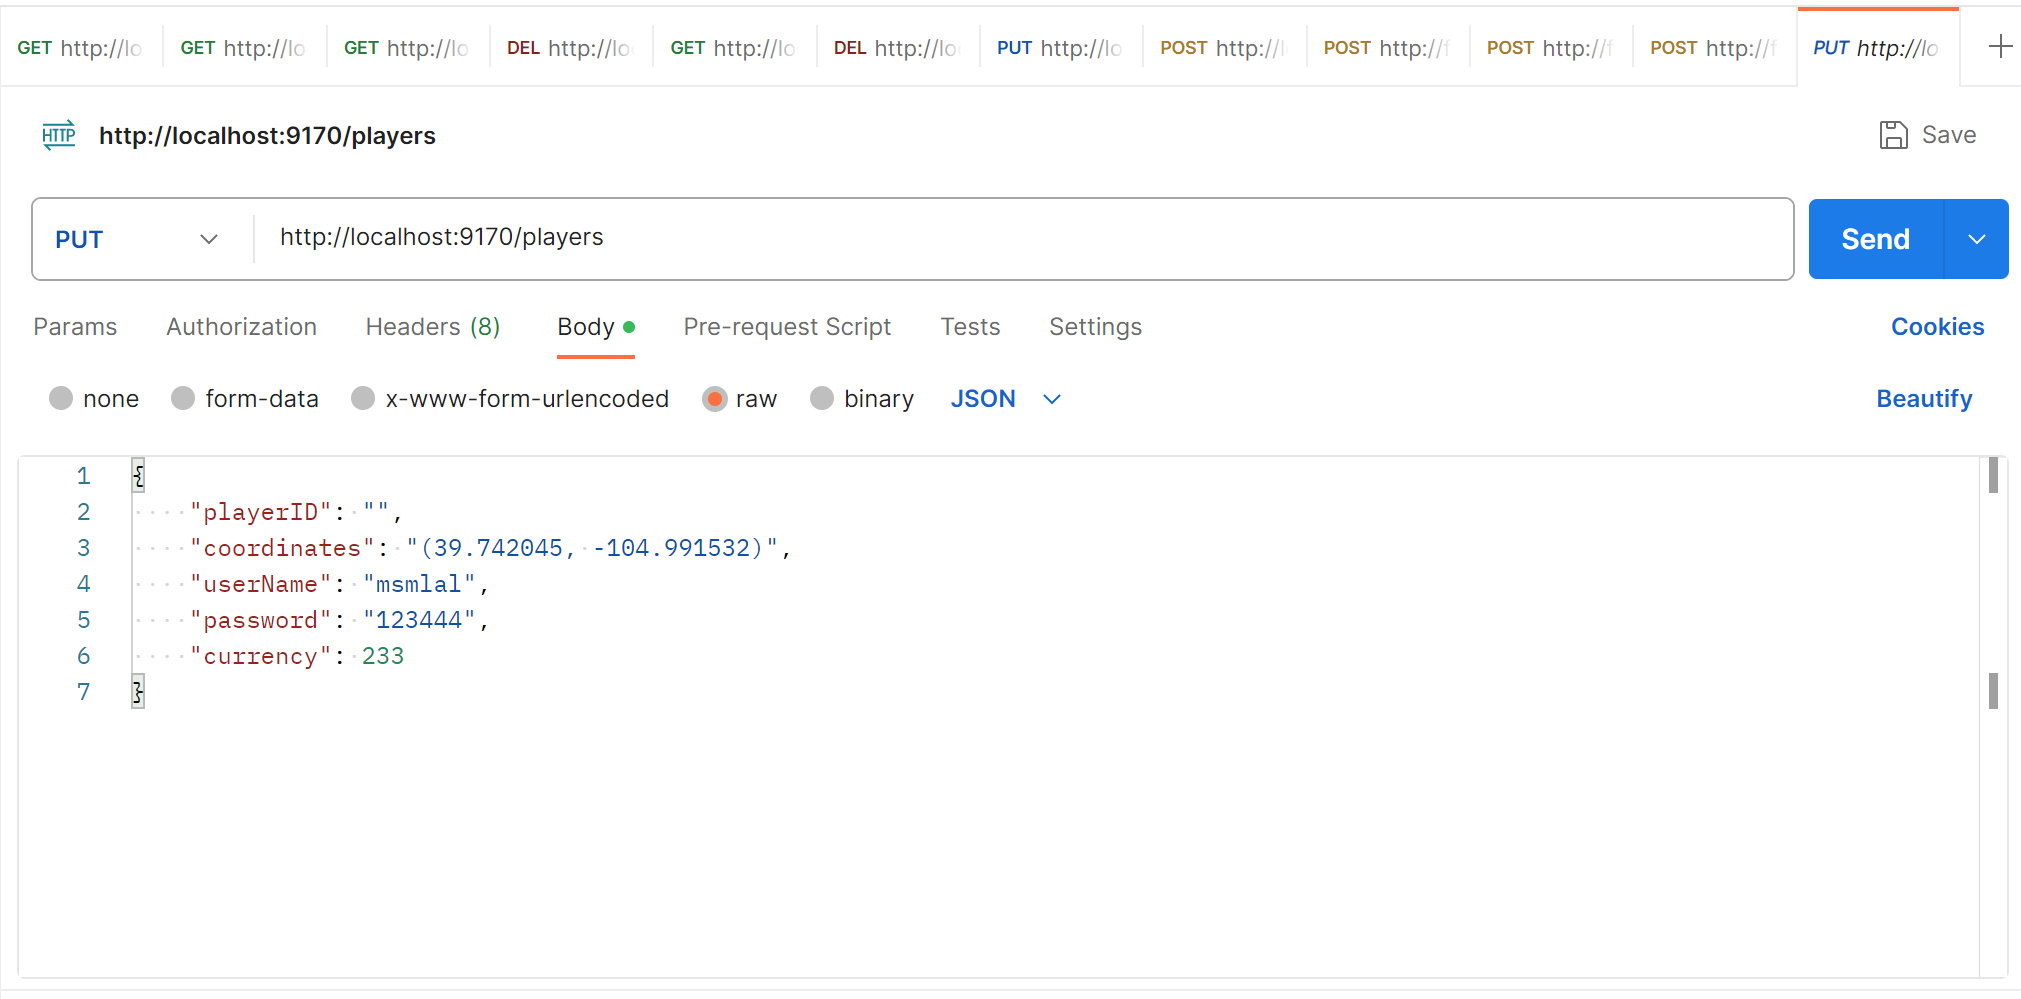 GET http://lo GET http://lo GET http://lo DEL http://lo GET http://lo DEL http://lo PUT http://lo POST http://l POST http://f POST http://f POST http://f PUT http://lo
HTTP http://localhost:9170/players Save
PUT http://localhost:9170/players Send
Params Authorization Headers (8) Body Pre-request Script Tests Settings Cookies
none form-data x-www-form-urlencoded raw binary JSON Beautify
1 {
2 "playerID": "",
3 "coordinates": "(39.742045, -104.991532)",
4 "userName": "msmlal",
5 "password": "123444",
6 "currency": 233
7 }